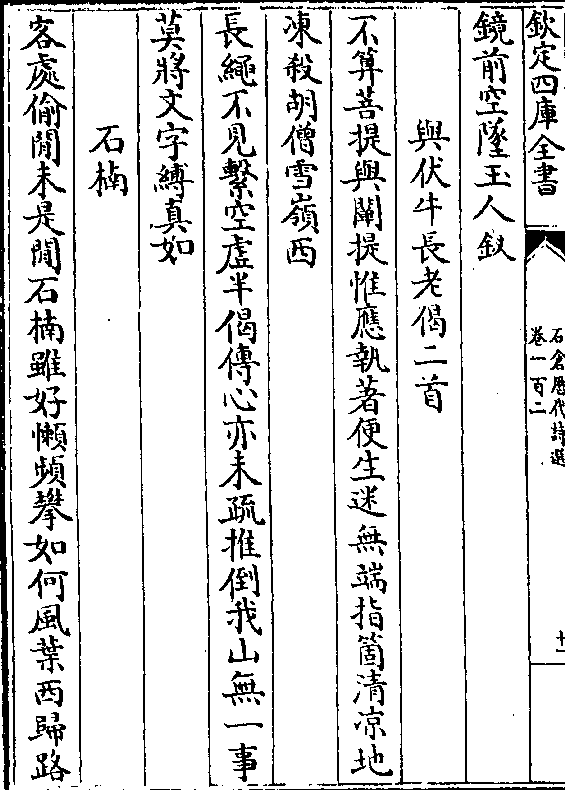 欽定四庫全書
石倉歷代詩選
卷一百二
十一
鏡前空墜玉人釵
與伏牛長老偈二首
不算菩提與闡提惟應執著便生迷無端指箇清凉地
凍殺胡僧雪嶺西
長繩不見繫空虛半偈傳心亦未疏推倒我山無一事
莫將文字縛真如
石楠
客處偷閒未是閒石楠雖好懶頻攀如何風葉西歸路